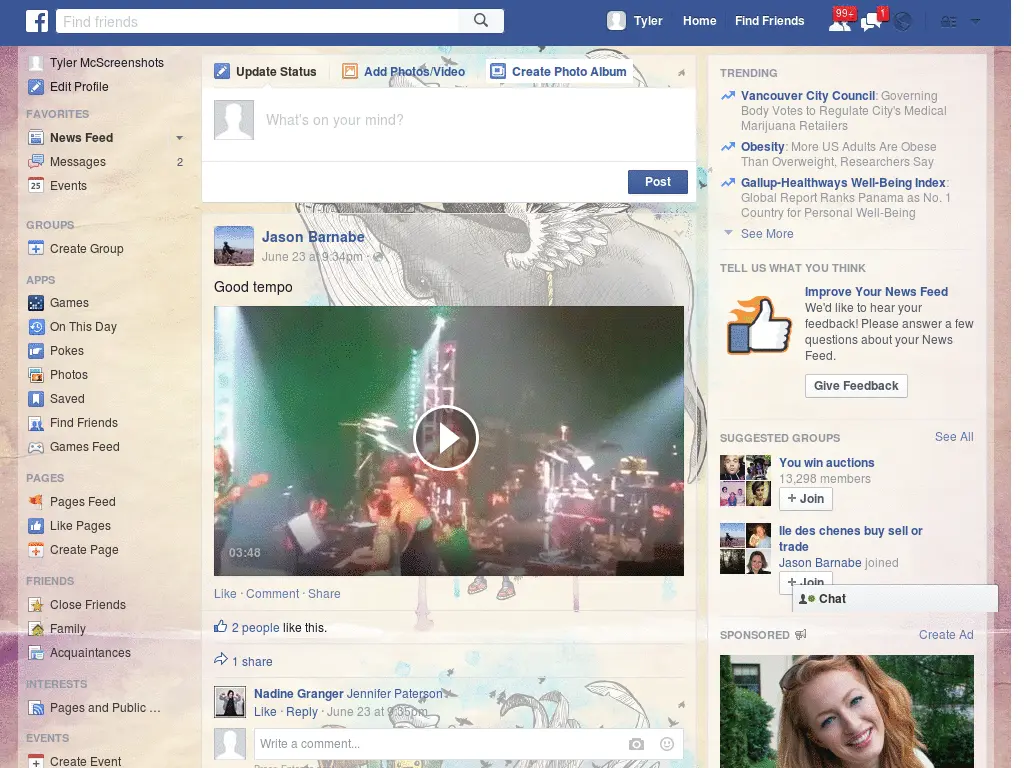 Find friends
Tyler
Home
Find Friends
99+
1
Tyler McScreenshots
Edit Profile
FAVORITES
News Feed
Messages 2
25 Events
GROUPS
Create Group
APPS
Games
On This Day
Pokes
Photos
Saved
Find Friends
Games Feed
PAGES
Pages Feed
Like Pages
Create Page
FRIENDS
Close Friends
Family
Acquaintances
INTERESTS
Pages and Public ...
EVENTS
Create Event
Update Status
Add Photos/Video
Create Photo Album
What's on your mind?
Post
Jason Barnabe
June 23 at 9:34pm ·
Good tempo
03:48
Like · Comment · Share
2 people like this.
1 share
Nadine Granger Jennifer Paterson
Like · Reply · June 23 at 9:35pm
Write a comment...
TRENDING
Vancouver City Council: Governing
Body Votes to Regulate City's Medical
Marijuana Retailers
Obesity: More US Adults Are Obese
Than Overweight, Researchers Say
Gallup-Healthways Well-Being Index:
Global Report Ranks Panama as No. 1
Country for Personal Well-Being
See More
TELL US WHAT YOU THINK
Improve Your News Feed
We'd like to hear your
feedback! Please answer a few
questions about your News
Feed.
Give Feedback
SUGGESTED GROUPS
See All
You win auctions
13,298 members
+ Join
Ile des chenes buy sell or
trade
Jason Barnabe joined
+ Join
Chat
SPONSORED
Create Ad